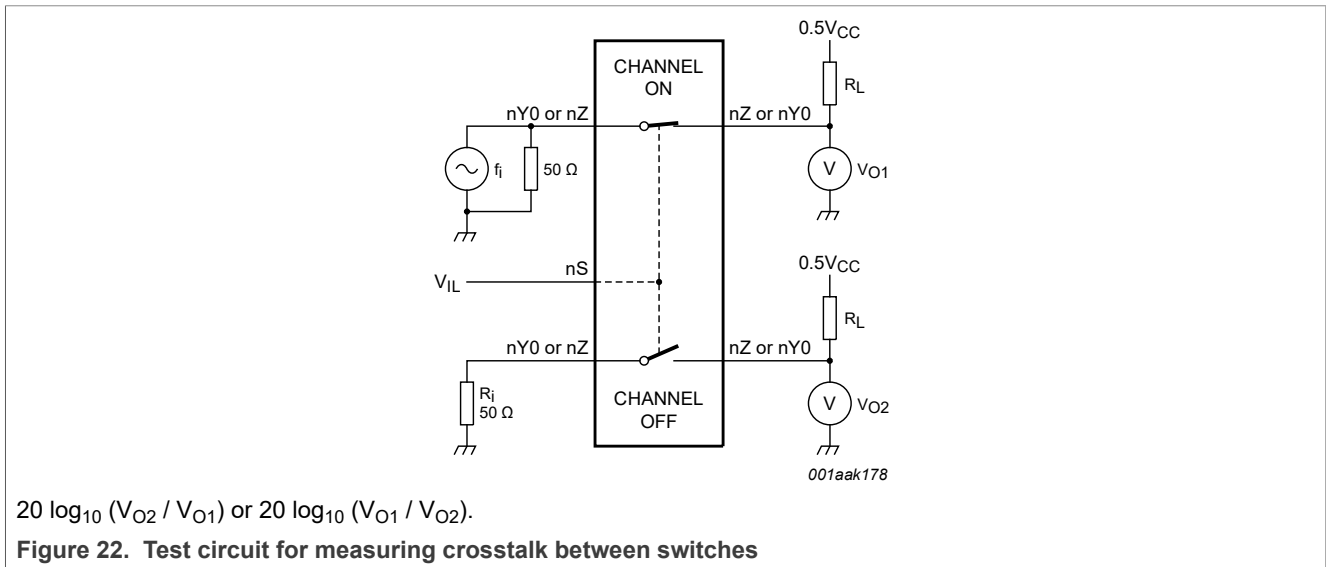 0.5VCC
CHANNEL
ON
RL
nY0 or nZ
nZ or nY0
fi
50 Ω
V
VO1
nS
VIL
0.5VCC
RL
nY0 or nZ
nZ or nY0
Ri
50 Ω
CHANNEL
OFF
V
VO2
001aak178
20 log10 (VO2 / VO1) or 20 log10 (VO1 / VO2).
Figure 22. Test circuit for measuring crosstalk between switches